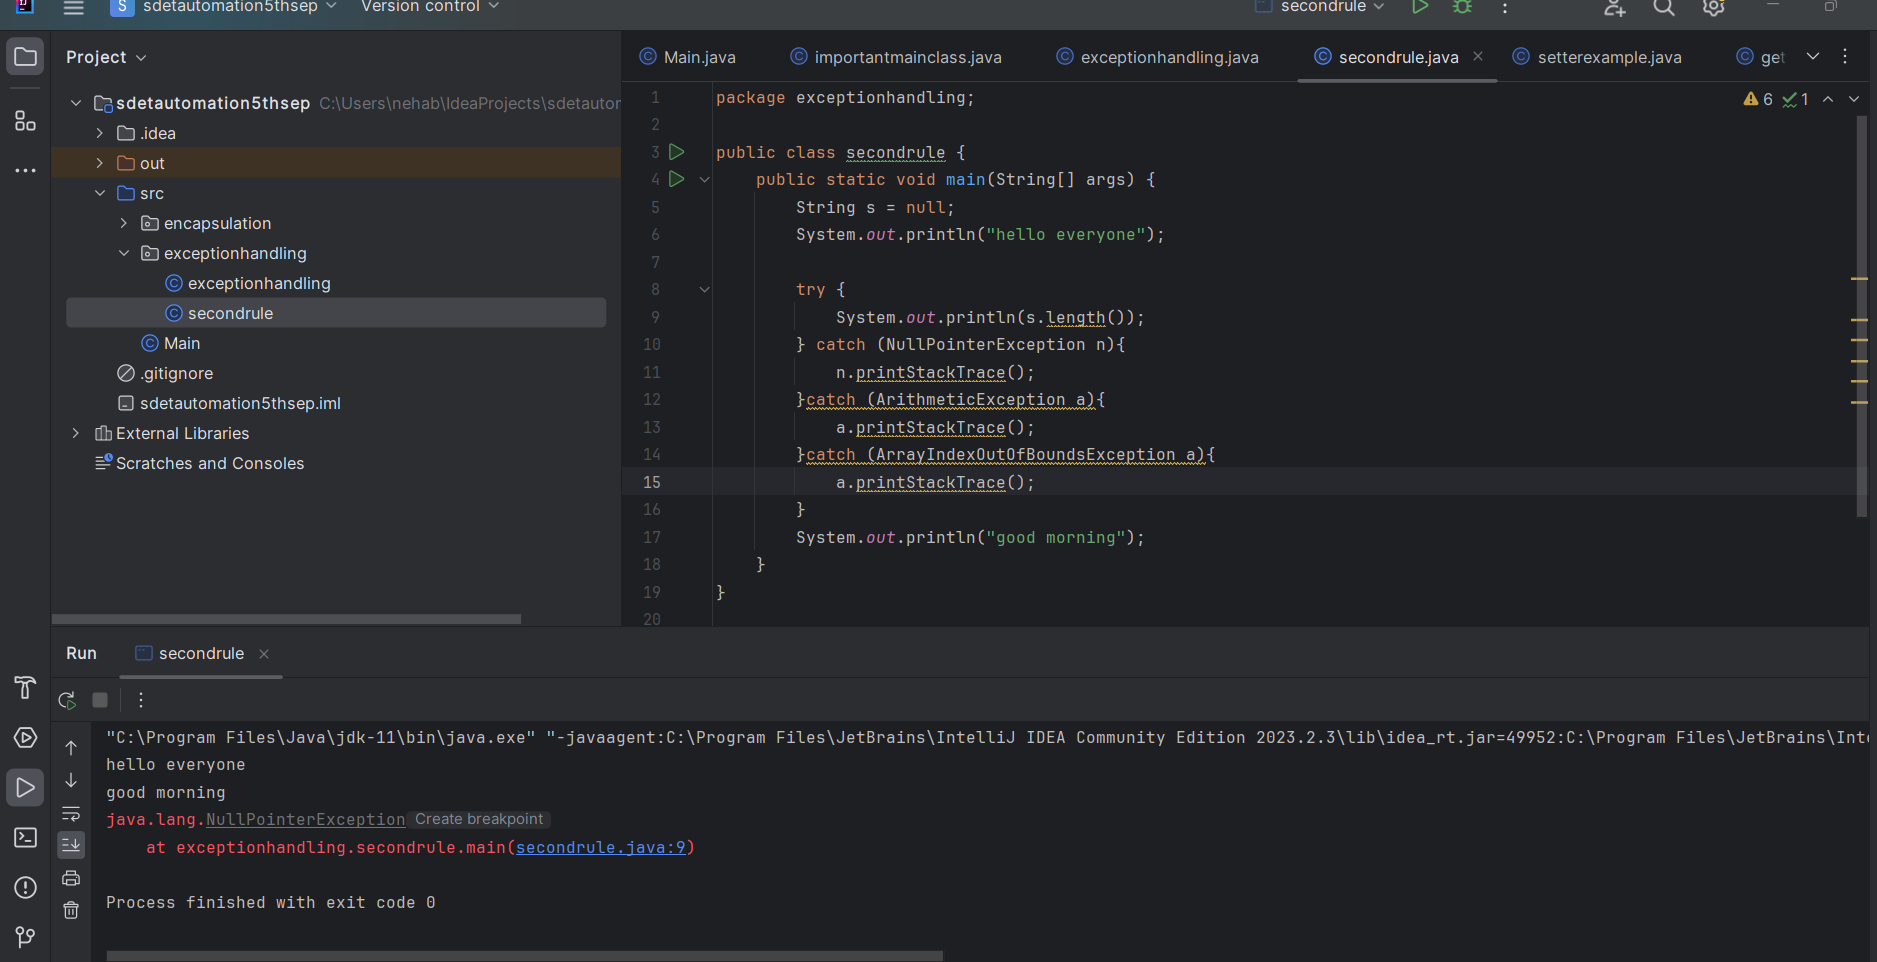 S sdetautomation5thsep Version control secondrule
Project
sdetautomation5thsep C:\Users\nehab\IdeaProjects\sdetautor
.idea
out
src
encapsulation
exceptionhandling
exceptionhandling
secondrule
Main
.gitignore
sdetautomation5thsep.iml
External Libraries
Scratches and Consoles
Main.java importantmainclass.java exceptionhandling.java secondrule.java setterexample.java get
6 1
1 package exceptionhandling;
2
3 public class secondrule {
4 public static void main(String[] args) {
5 String s = null;
6 System.out.println("hello everyone");
7
8 try {
9 System.out.println(s.length());
10 } catch (NullPointerException n){
11 n.printStackTrace();
12 }catch (ArithmeticException a){
13 a.printStackTrace();
14 }catch (ArrayIndexOutOfBoundsException a){
15 a.printStackTrace();
16 }
17 System.out.println("good morning");
18 }
19 }
20
Run secondrule
"C:\Program Files\Java\jdk-11\bin\java.exe" "-javaagent:C:\Program Files\JetBrains\IntelliJ IDEA Community Edition 2023.2.3\lib\idea_rt.jar=49952:C:\Program Files\JetBrains\Inte
hello everyone
good morning
java.lang.NullPointerException Create breakpoint
at exceptionhandling.secondrule.main(secondrule.java:9)
Process finished with exit code 0